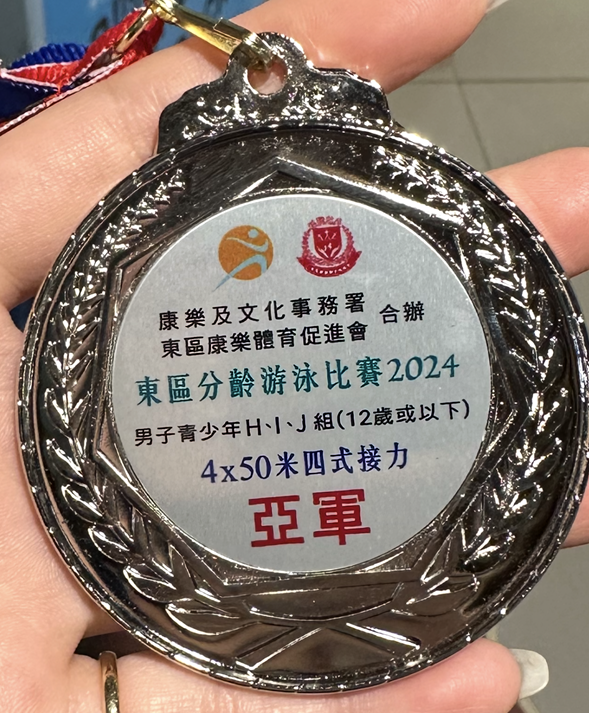 康樂及文化事務署
東區康樂體育促進會
合辦
東區分齡游泳比賽2024
男子青少年H、I、J組(12歲或以下)
4x50米四式接力
亞軍